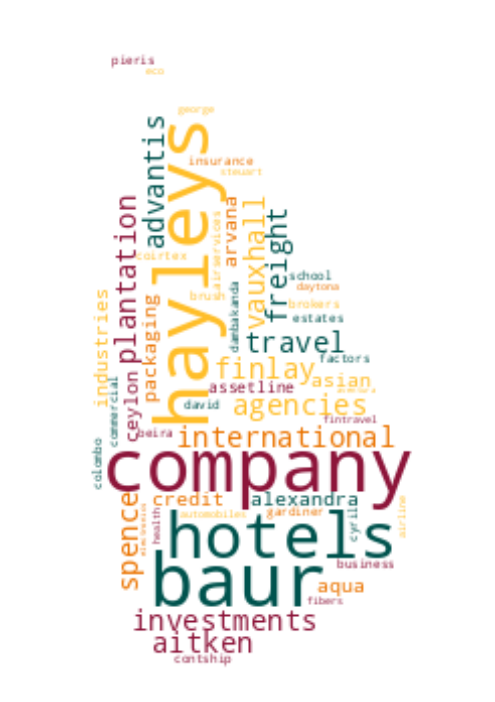 pieris
eco
george
hayleys
advantis
insurance
steuart
plantation
arvana
vauxhall
freight
airservices
coirtex
school
daytona
dambakanda
industries
packaging
brush
brokers
estates
travel
factors
finlay
asian
assetline
ceylon
commercial
david
agencies
fintravel
beira
international
colombo
company
spence
credit
alexandra
electronics
health
automobiles
gardiner
cyril
airline
hotels
baur
business
aqua
fibers
investments
aitken
contship